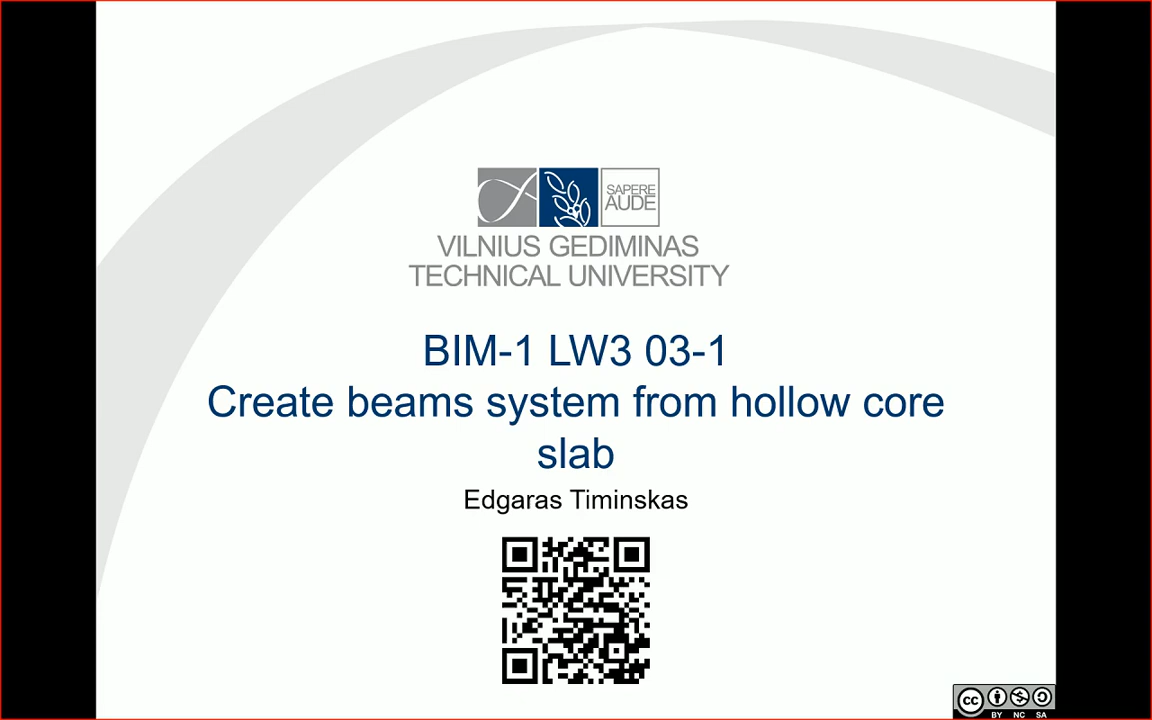 SAPERE
AUDE
VILNIUS GEDIMINAS
TECHNICAL UNIVERSITY
BIM-1 LW3 03-1
Create beams system from hollow core
slab
Edgaras Timinskas
cc
BY NC SA